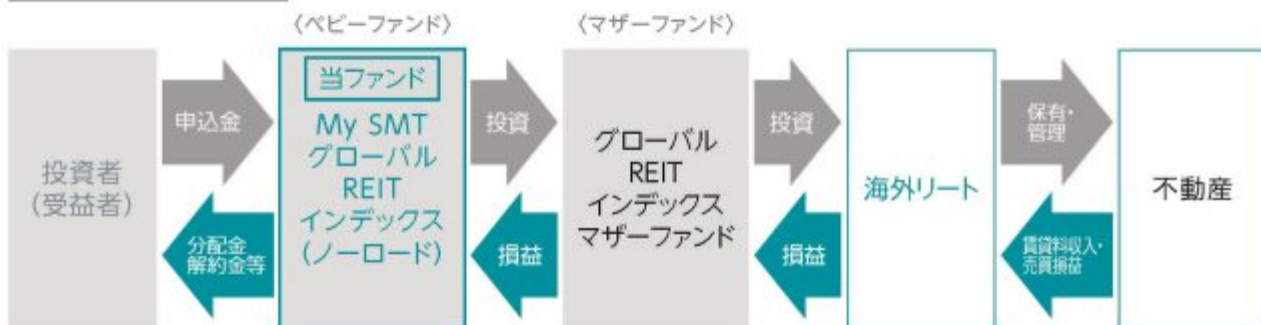 〈ベビーファンド〉
〈マザーファンド〉
投資者
(受益者)
申込金
分配金
解約金等
当ファンド
My SMT
グローバル
REIT
インデックス
(ノーロード)
投資
損益
グローバル
REIT
インデックス
マザーファンド
投資
損益
海外リート
保有・
管理
賃貸料収入・
売買損益
不動産